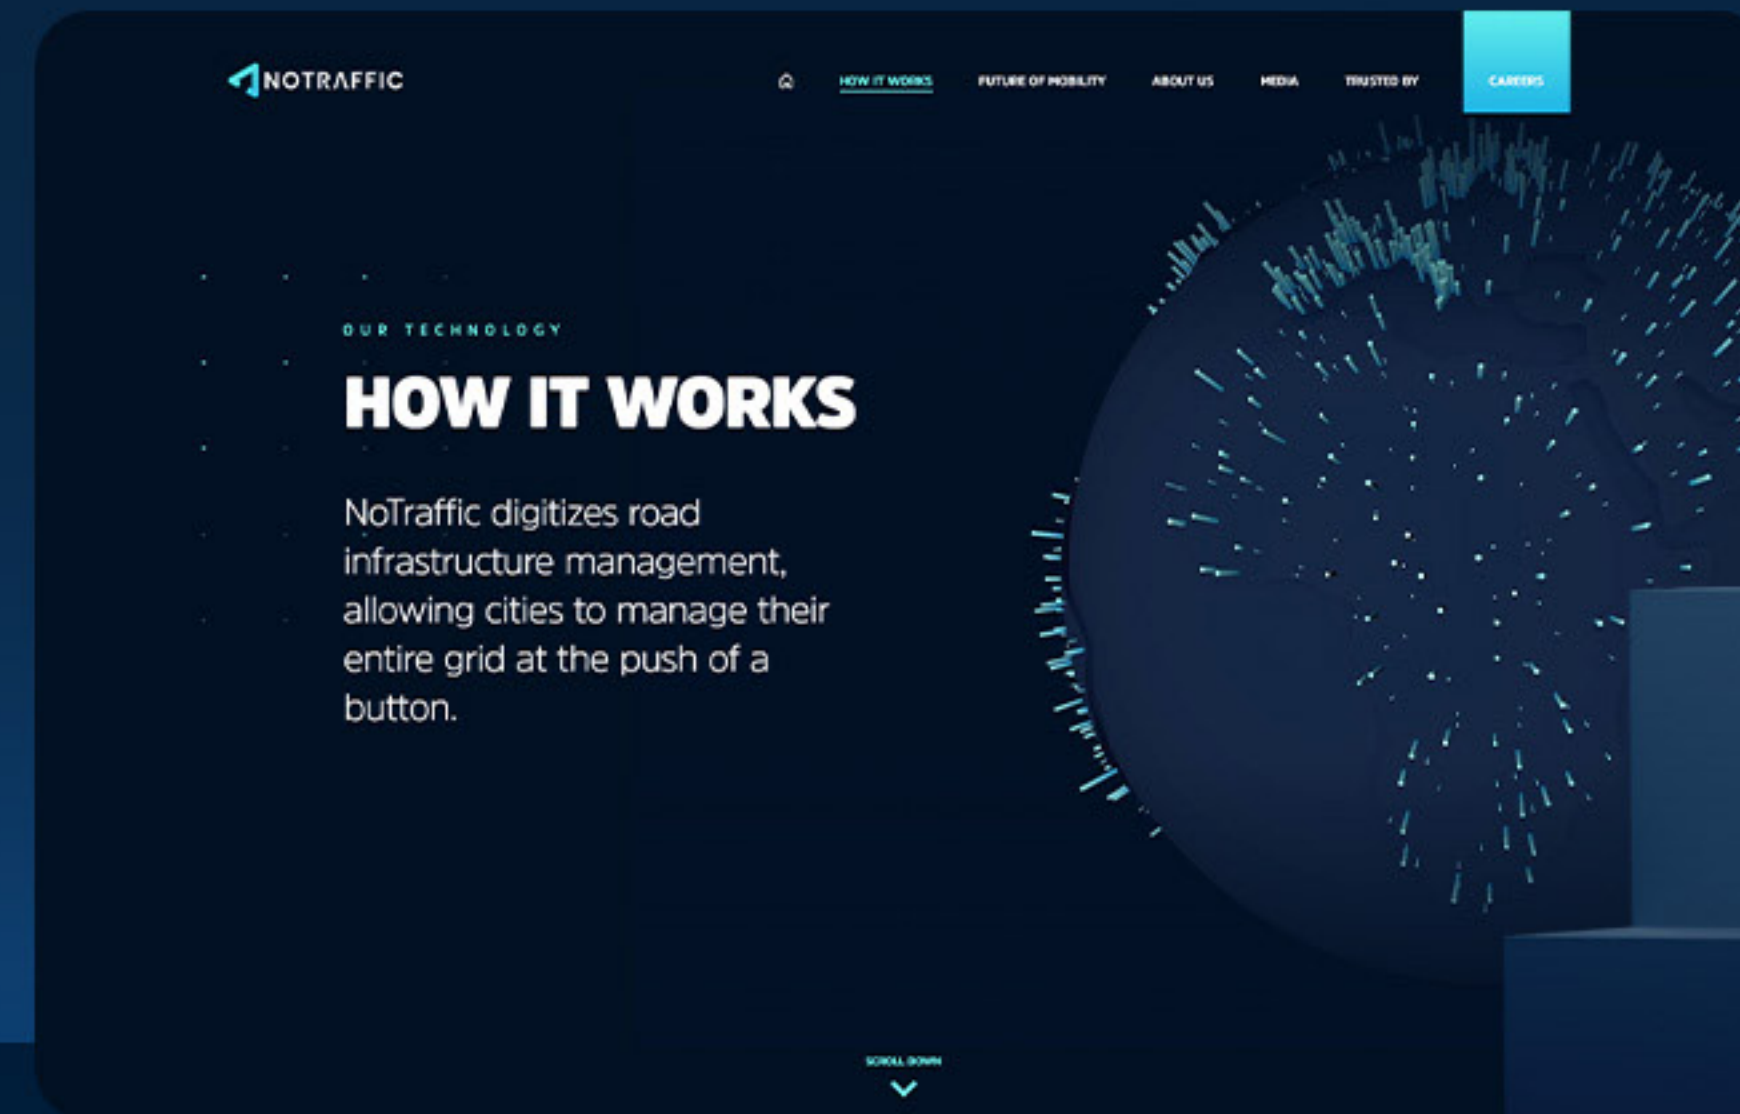 NOTRAFFIC
HOW IT WORKS
FUTURE OF MOBILITY
ABOUT US
MEDIA
TRUSTED BY
CAREERS
OUR TECHNOLOGY
HOW IT WORKS
NoTraffic digitizes road
infrastructure management,
allowing cities to manage their
entire grid at the push of a
button.
SCROLL DOWN